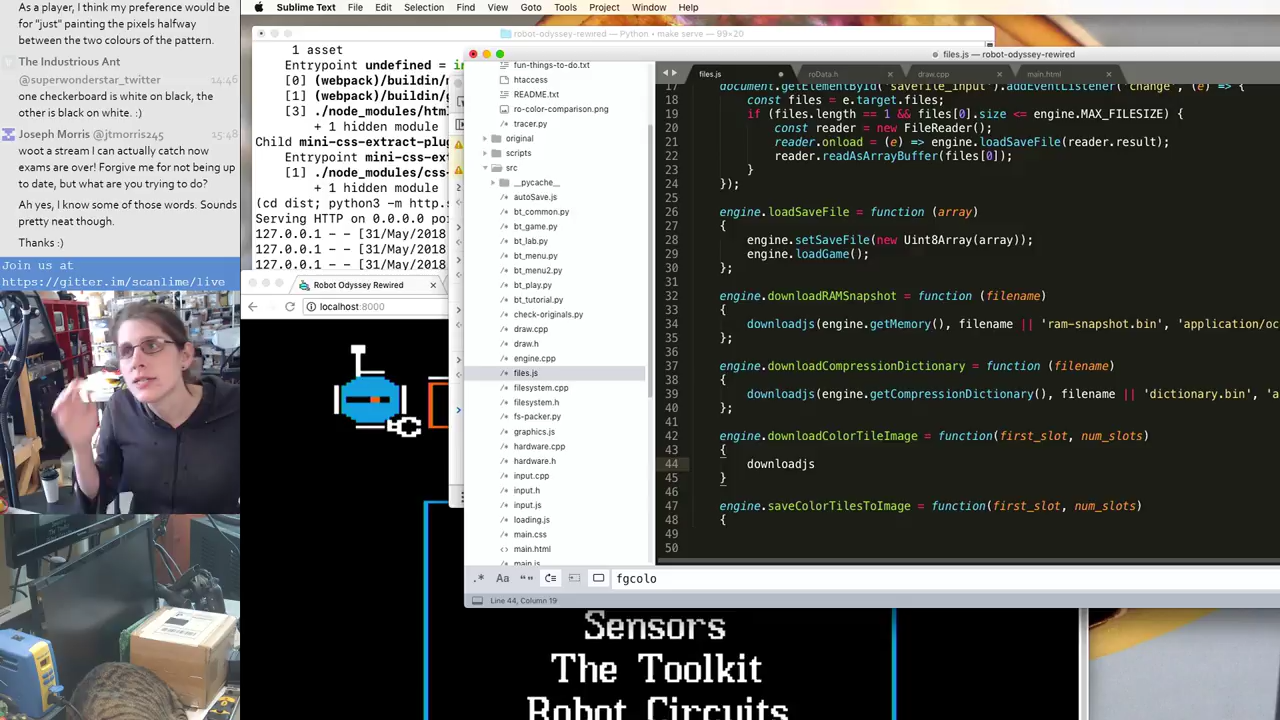 As a player, I think my preference would be
for "just" painting the pixels halfway
between the two colours of the pattern.
The Industrious Ant
@superwonderstar_twitter 14:46
one checkerboard is white on black, the
other is black on white. :)
Joseph Morris @jtmorris245 15:48
woot a stream I can actually catch now
exams are over! Forgive me for not being up
to date, but what are you trying to do?
Ah yes, I know some of those words. Sounds
pretty neat though.
Thanks :)
Join us at
https://gitter.im/scanlime/live
Sublime Text File Edit Selection Find View Goto Tools Project Window Help
robot-odyssey-rewired — Python • make serve — 99×20
1 asset
Entrypoint undefined = i
[0] (webpack)/buildin/
[1] (webpack)/buildin/
[3] ./node_modules/htm
+ 1 hidden module
Child mini-css-extract-plu
Entrypoint mini-css-ex
[1] ./node_modules/css-
+ 1 hidden module
(cd dist; python3 -m http.s
Serving HTTP on 0.0.0.0 po
127.0.0.1 - - [31/May/2018
127.0.0.1 - - [31/May/2018
127.0.0.1 - - [31/May/2018
Robot Odyssey Rewired
localhost:8000
files.js — robot-odyssey-rewired
fun-things-to-do.txt
htaccess
README.txt
ro-color-comparison.png
tracer.py
original
scripts
src
__pycache__
autoSave.js
bt_common.py
bt_game.py
bt_lab.py
bt_menu.py
bt_menu2.py
bt_play.py
bt_tutorial.py
check-originals.py
draw.cpp
draw.h
engine.cpp
files.js
filesystem.cpp
filesystem.h
fs-packer.py
graphics.js
hardware.cpp
hardware.h
input.cpp
input.h
input.js
loading.js
main.css
main.html
main.js
files.js roData.h draw.cpp main.html
17 document.getElementById('savefile_input').addEventListener('change', (e) => {
18 const files = e.target.files;
19 if (files.length == 1 && files[0].size <= engine.MAX_FILESIZE) {
20 const reader = new FileReader();
21 reader.onload = (e) => engine.loadSaveFile(reader.result);
22 reader.readAsArrayBuffer(files[0]);
23 }
24 });
25
26 engine.loadSaveFile = function (array)
27 {
28 engine.setSaveFile(new Uint8Array(array));
29 engine.loadGame();
30 };
31
32 engine.downloadRAMSnapshot = function (filename)
33 {
34 downloadjs(engine.getMemory(), filename || 'ram-snapshot.bin', 'application/oc
35 };
36
37 engine.downloadCompressionDictionary = function (filename)
38 {
39 downloadjs(engine.getCompressionDictionary(), filename || 'dictionary.bin', 'a
40 };
41
42 engine.downloadColorTileImage = function(first_slot, num_slots)
43 {
44 downloadjs
45 }
46
47 engine.saveColorTilesToImage = function(first_slot, num_slots)
48 {
49
50
.* Aa fgcolo
Line 44, Column 19
Sensors
The Toolkit
Robot Circuits